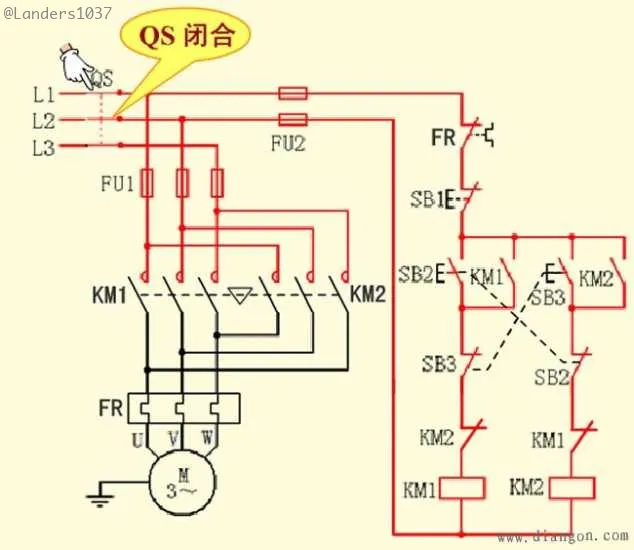 @Landers1037
QS 闭合
QS
L1
L2
L3
FU2
FU1
FR
SB1
SB2
KM1
SB3
KM2
KM1
KM2
SB3
SB2
FR
KM2
KM1
U
V
W
M
3~
KM1
KM2
www.diangon.com